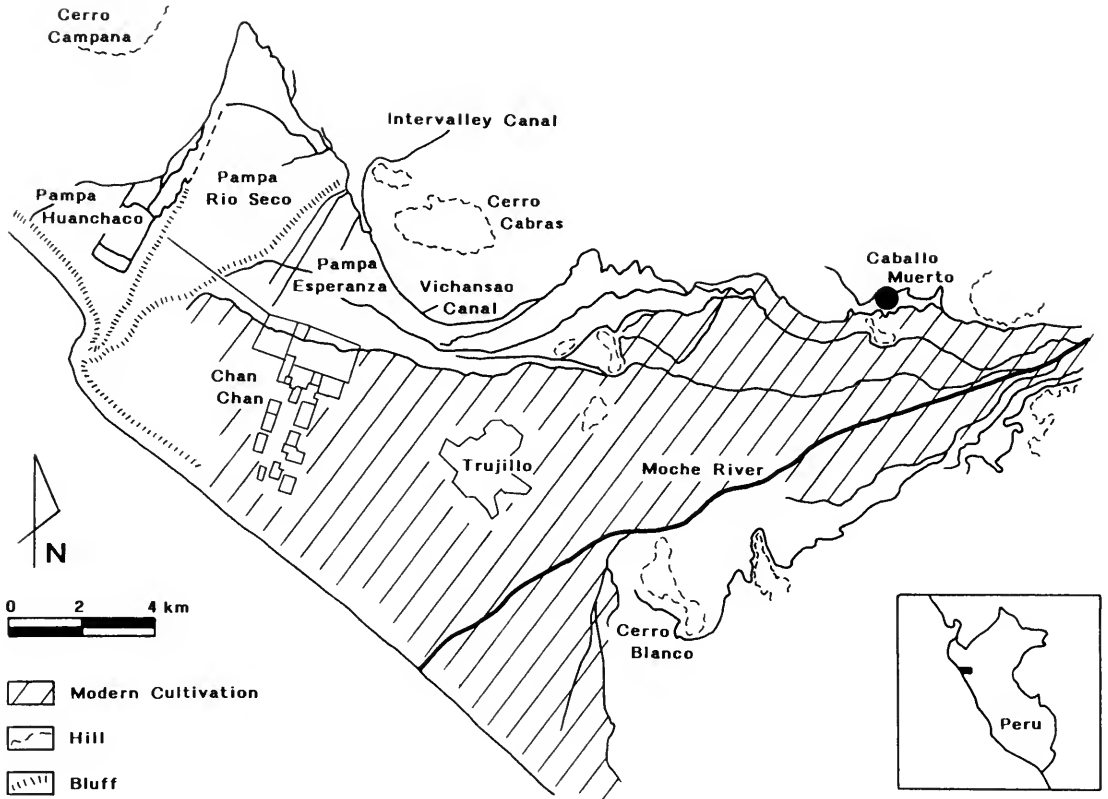 Cerro
Campana
Intervalley Canal
Pampa
Rio Seco
Pampa
Huanchaco
Cerro
Cabras
Pampa
Esperanza
Vichansao
Canal
Caballo
Muerto
Chan
Chan
Trujillo
Moche River
N
0 2 4 km
Cerro
Blanco
Modern Cultivation
Hill
Bluff
Peru